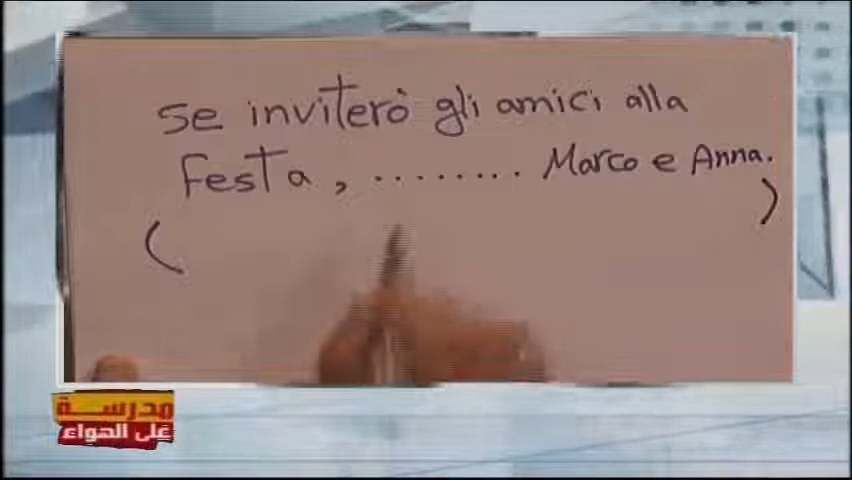 se inviterò gli amici alla
festa, ......... Marco e Anna.
( )
مدرسة
على الهواء